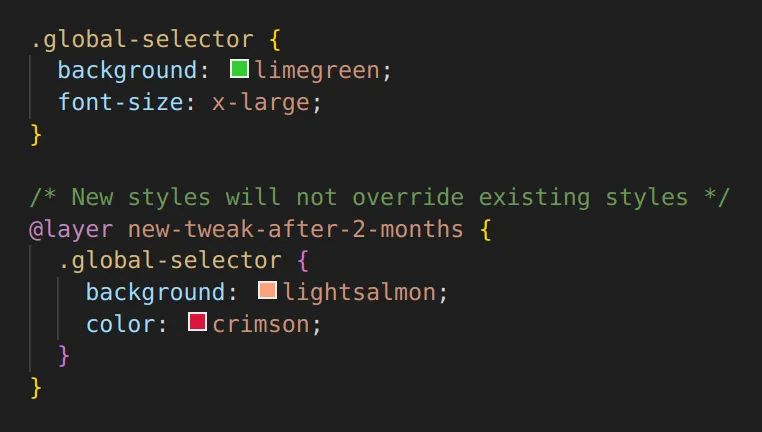 .global-selector {
  background: limegreen;
  font-size: x-large;
}

/* New styles will not override existing styles */
@layer new-tweak-after-2-months {
  .global-selector {
    background: lightsalmon;
    color: crimson;
  }
}